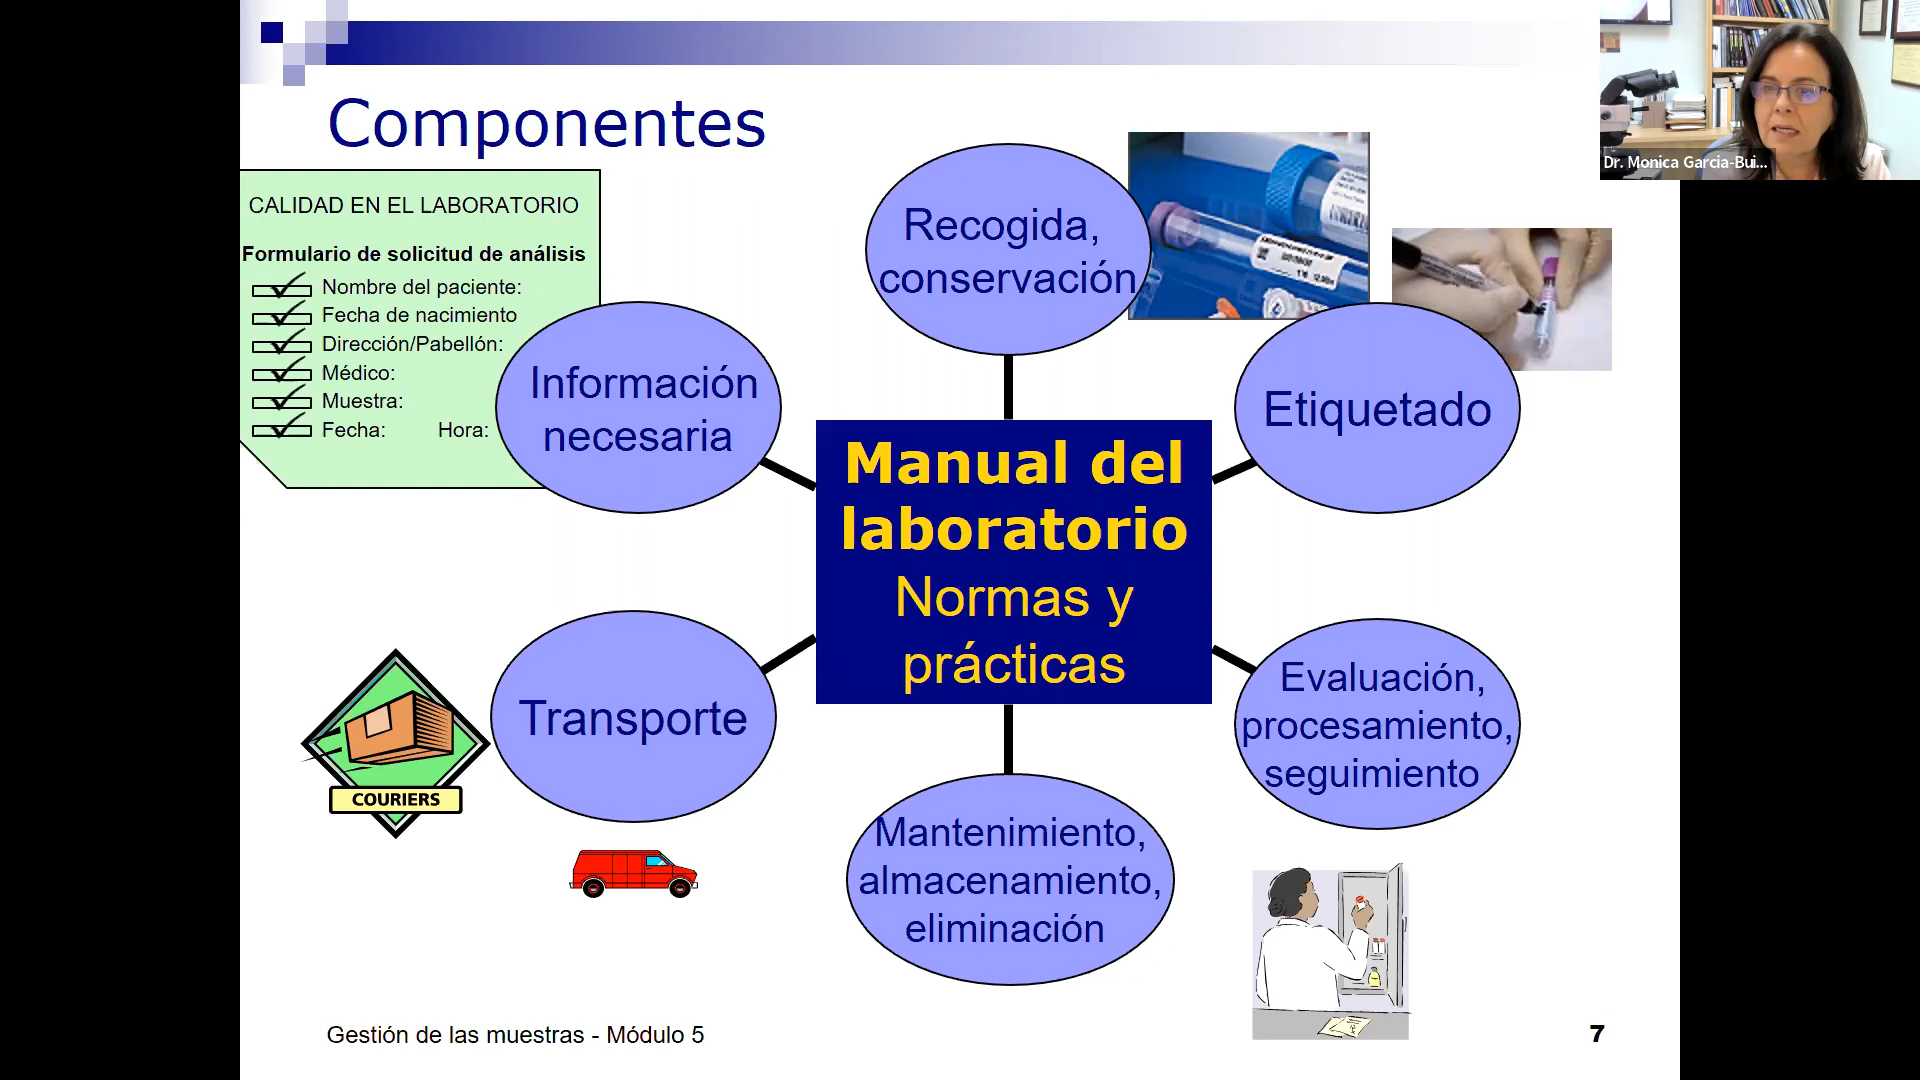 Componentes
Dr. Monica Garcia-Bui...
CALIDAD EN EL LABORATORIO
Formulario de solicitud de análisis
Nombre del paciente:
Fecha de nacimiento
Dirección/Pabellón:
Médico:
Muestra:
Fecha: Hora:
Información
necesaria
Recogida,
conservación
Etiquetado
Manual del
laboratorio
Normas y
prácticas
Transporte
COURIERS
Evaluación,
procesamiento,
seguimiento
Mantenimiento,
almacenamiento,
eliminación
Gestión de las muestras - Módulo 5
7